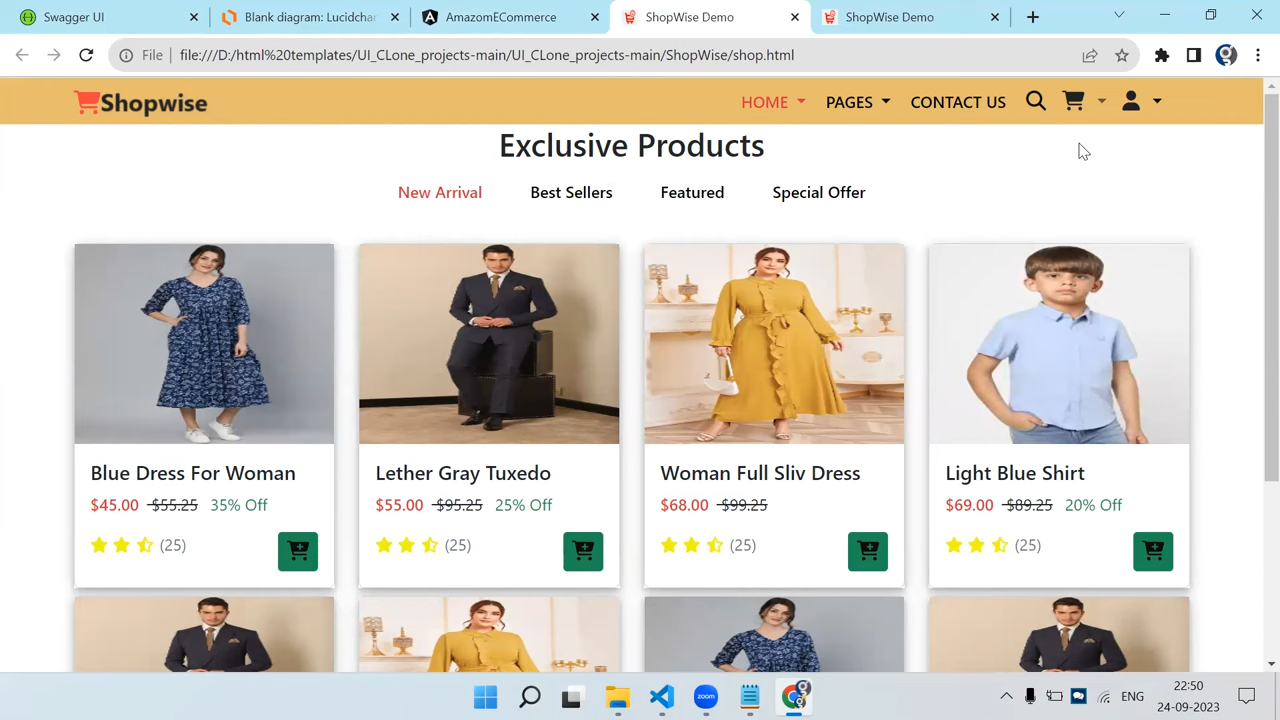 Swagger UI
Blank diagram: Lucidchar
AmazomECommerce
ShopWise Demo
ShopWise Demo
File
file:///D:/html%20templates/UI_CLone_projects-main/UI_CLone_projects-main/ShopWise/shop.html
Shopwise
HOME
PAGES
CONTACT US
Exclusive Products
New Arrival
Best Sellers
Featured
Special Offer
Blue Dress For Woman
$45.00 $55.25 35% Off
(25)
Lether Gray Tuxedo
$55.00 $95.25 25% Off
(25)
Woman Full Sliv Dress
$68.00 $99.25
(25)
Light Blue Shirt
$69.00 $89.25 20% Off
(25)
zoom
ENG
22:50
24-09-2023